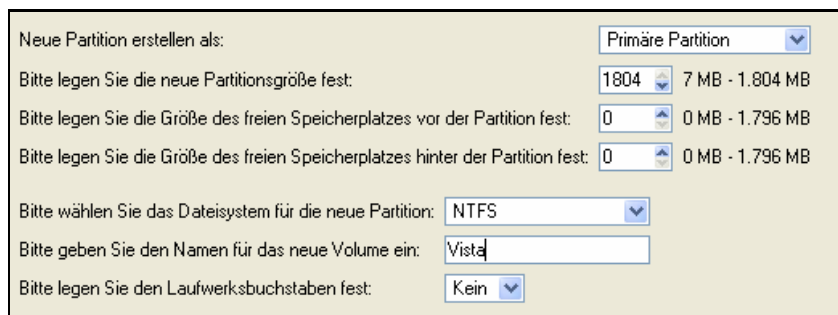 Neue Partition erstellen als: Primäre Partition
Bitte legen Sie die neue Partitionsgröße fest: 1804 7 MB - 1.804 MB
Bitte legen Sie die Größe des freien Speicherplatzes vor der Partition fest: 0 0 MB - 1.796 MB
Bitte legen Sie die Größe des freien Speicherplatzes hinter der Partition fest: 0 0 MB - 1.796 MB
Bitte wählen Sie das Dateisystem für die neue Partition: NTFS
Bitte geben Sie den Namen für das neue Volume ein: Vista
Bitte legen Sie den Laufwerksbuchstaben fest: Kein